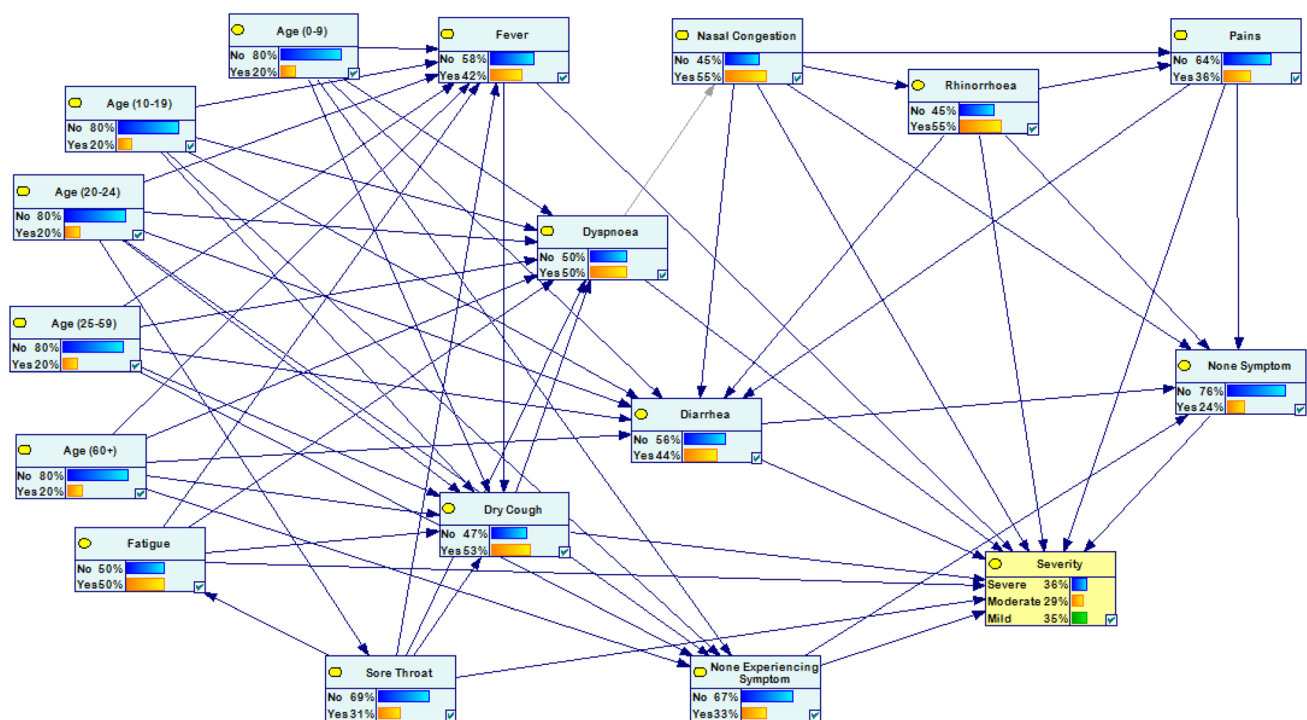 Age (0-9)
No 80%
Yes 20%
Fever
No 58%
Yes 42%
Nasal Congestion
No 45%
Yes 55%
Pains
No 64%
Yes 36%
Rhinorrhoea
No 45%
Yes 55%
Age (10-19)
No 80%
Yes 20%
Age (20-24)
No 80%
Yes 20%
Dyspnoea
No 50%
Yes 50%
Age (25-59)
No 80%
Yes 20%
None Symptom
No 76%
Yes 24%
Diarrhea
No 56%
Yes 44%
Age (60+)
No 80%
Yes 20%
Dry Cough
No 47%
Yes 53%
Fatigue
No 50%
Yes 50%
Severity
Severe 36%
Moderate 29%
Mild 35%
Sore Throat
No 69%
Yes 31%
None Experiencing
Symptom
No 67%
Yes 33%